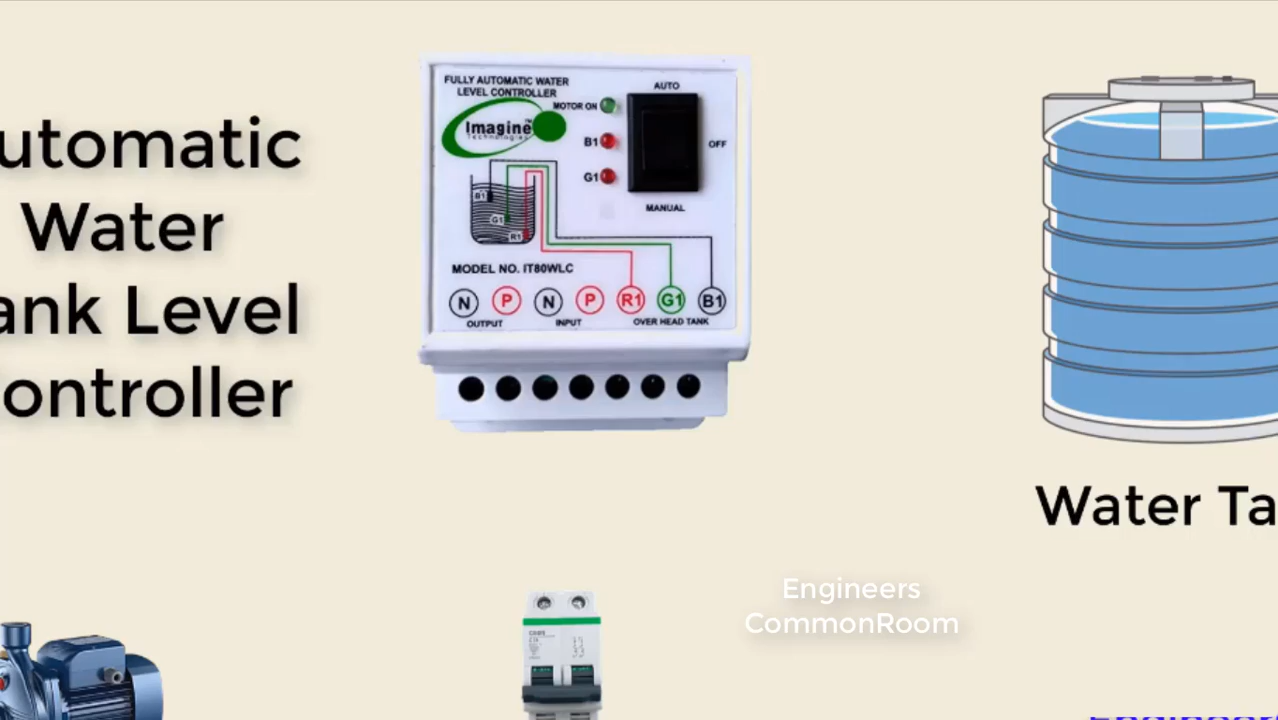 utomatic
Water
ank Level
ontroller
FULLY AUTOMATIC WATER
LEVEL CONTROLLER
MOTOR ON
AUTO
Imagine™
Technologies
B1
OFF
G1
B1
G1
R1
MANUAL
MODEL NO. IT80WLC
N P N P R1 G1 B1
OUTPUT INPUT OVER HEAD TANK
Water Ta
Engineers
CommonRoom